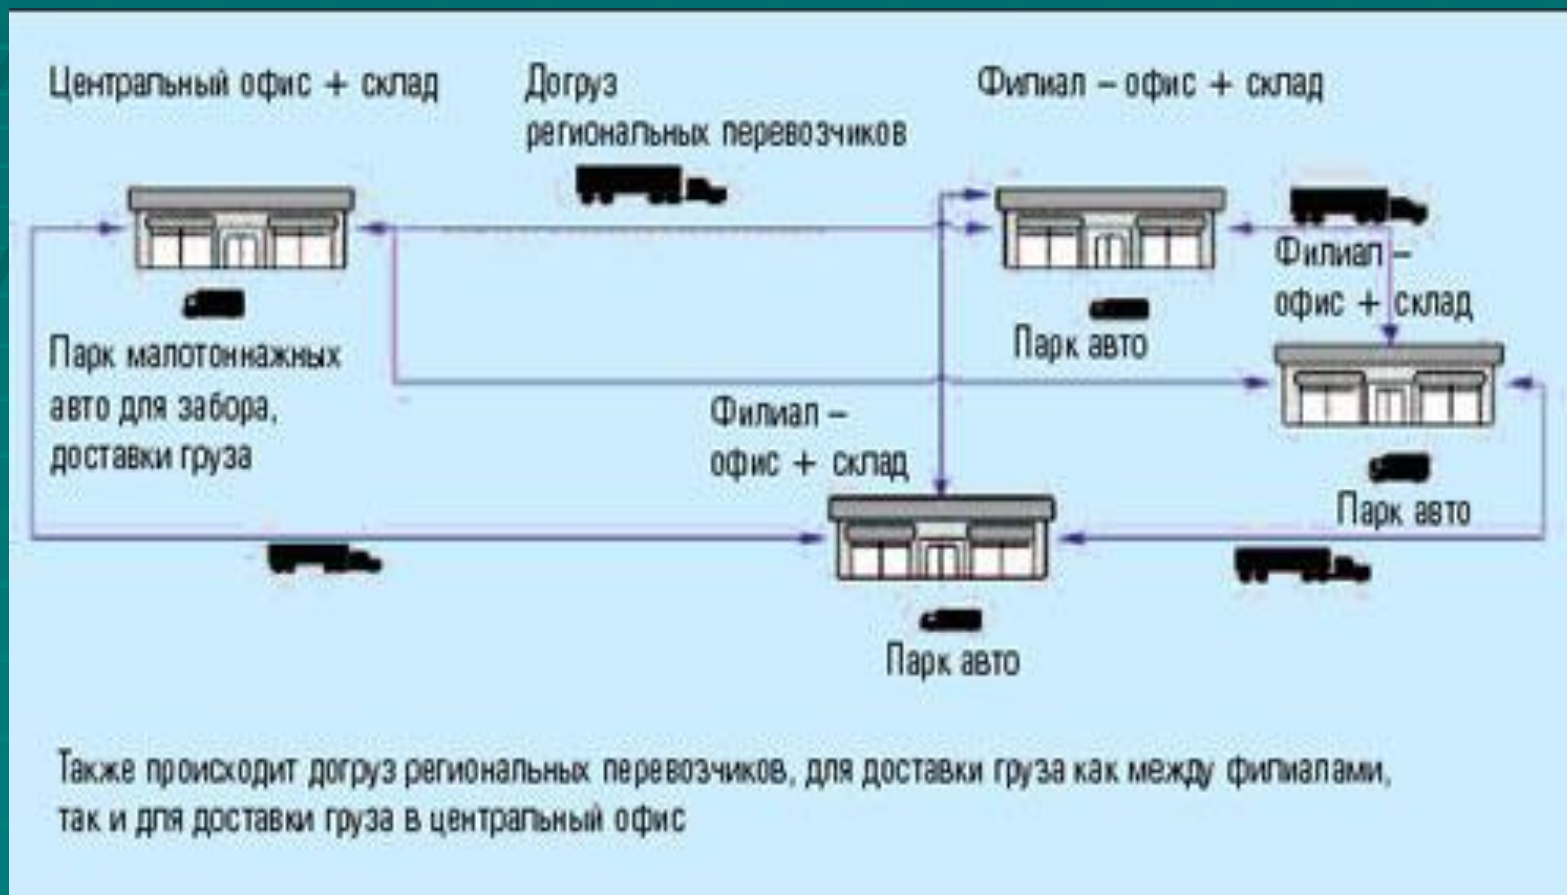 Центральный офис + склад
Догруз
региональных перевозчиков
Филиал – офис + склад
Филиал –
офис + склад
Парк авто
Парк малотоннажных
авто для забора,
доставки груза
Филиал –
офис + склад
Парк авто
Парк авто
Также происходит догруз региональных перевозчиков, для доставки груза как между филиалами,
так и для доставки груза в центральный офис